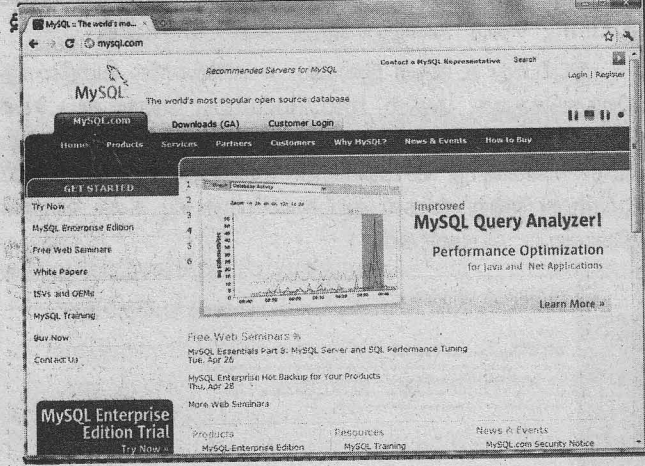 MySQL :: The world's mo...
mysql.com
Recommended Servers for MySQL
Contact a MySQL Representative
Search
Login | Register
MySQL
The world's most popular open source database
MySQL.com
Downloads (GA)
Customer Login
Home Products Services Partners Customers Why MySQL? News & Events How to Buy
GET STARTED
Try Now
MySQL Enterprise Edition
Free Web Seminars
White Papers
ISVs and OEMs
MySQL Training
Buy Now
Contact Us
MySQL Enterprise
Edition Trial
Try Now »
1
2
3
4
5
6
Graph Database Activity
Improved
MySQL Query Analyzer!
Performance Optimization
for Java and .Net Applications
Learn More »
Free Web Seminars
MySQL Essentials Part 3: MySQL Server and SQL Performance Tuning
Tue, Apr 26
MySQL Enterprise Hot Backup for Your Products
Thu, Apr 28
More Web Seminars
Products
MySQL Enterprise Edition
Resources
MySQL Training
News & Events
MySQL.com Security Notice